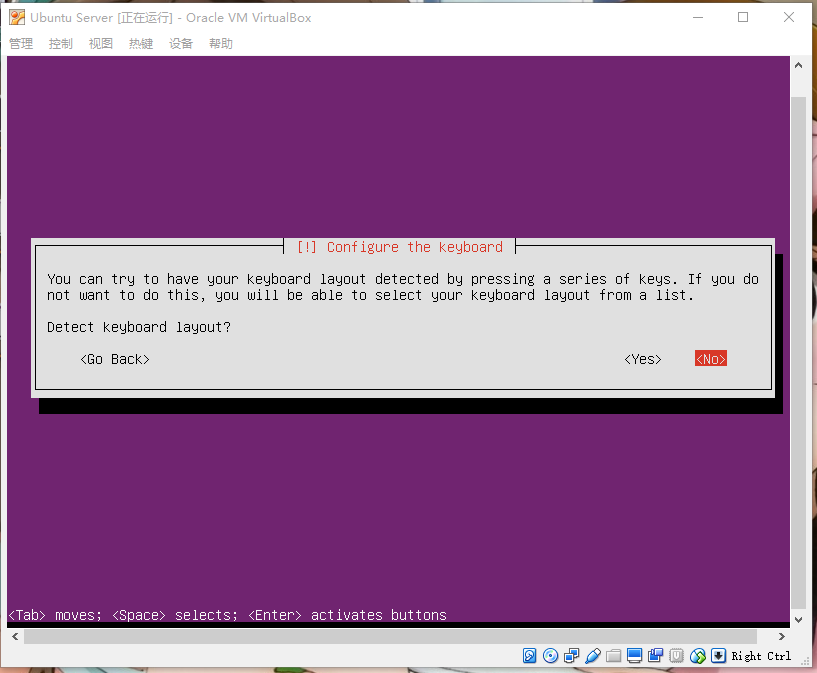 Ubuntu Server [正在运行] - Oracle VM VirtualBox
管理 控制 视图 热键 设备 帮助
[!] Configure the keyboard
You can try to have your keyboard layout detected by pressing a series of keys. If you do
not want to do this, you will be able to select your keyboard layout from a list.
Detect keyboard layout?
<Go Back> <Yes> <No>
<Tab> moves; <Space> selects; <Enter> activates buttons
Right Ctrl